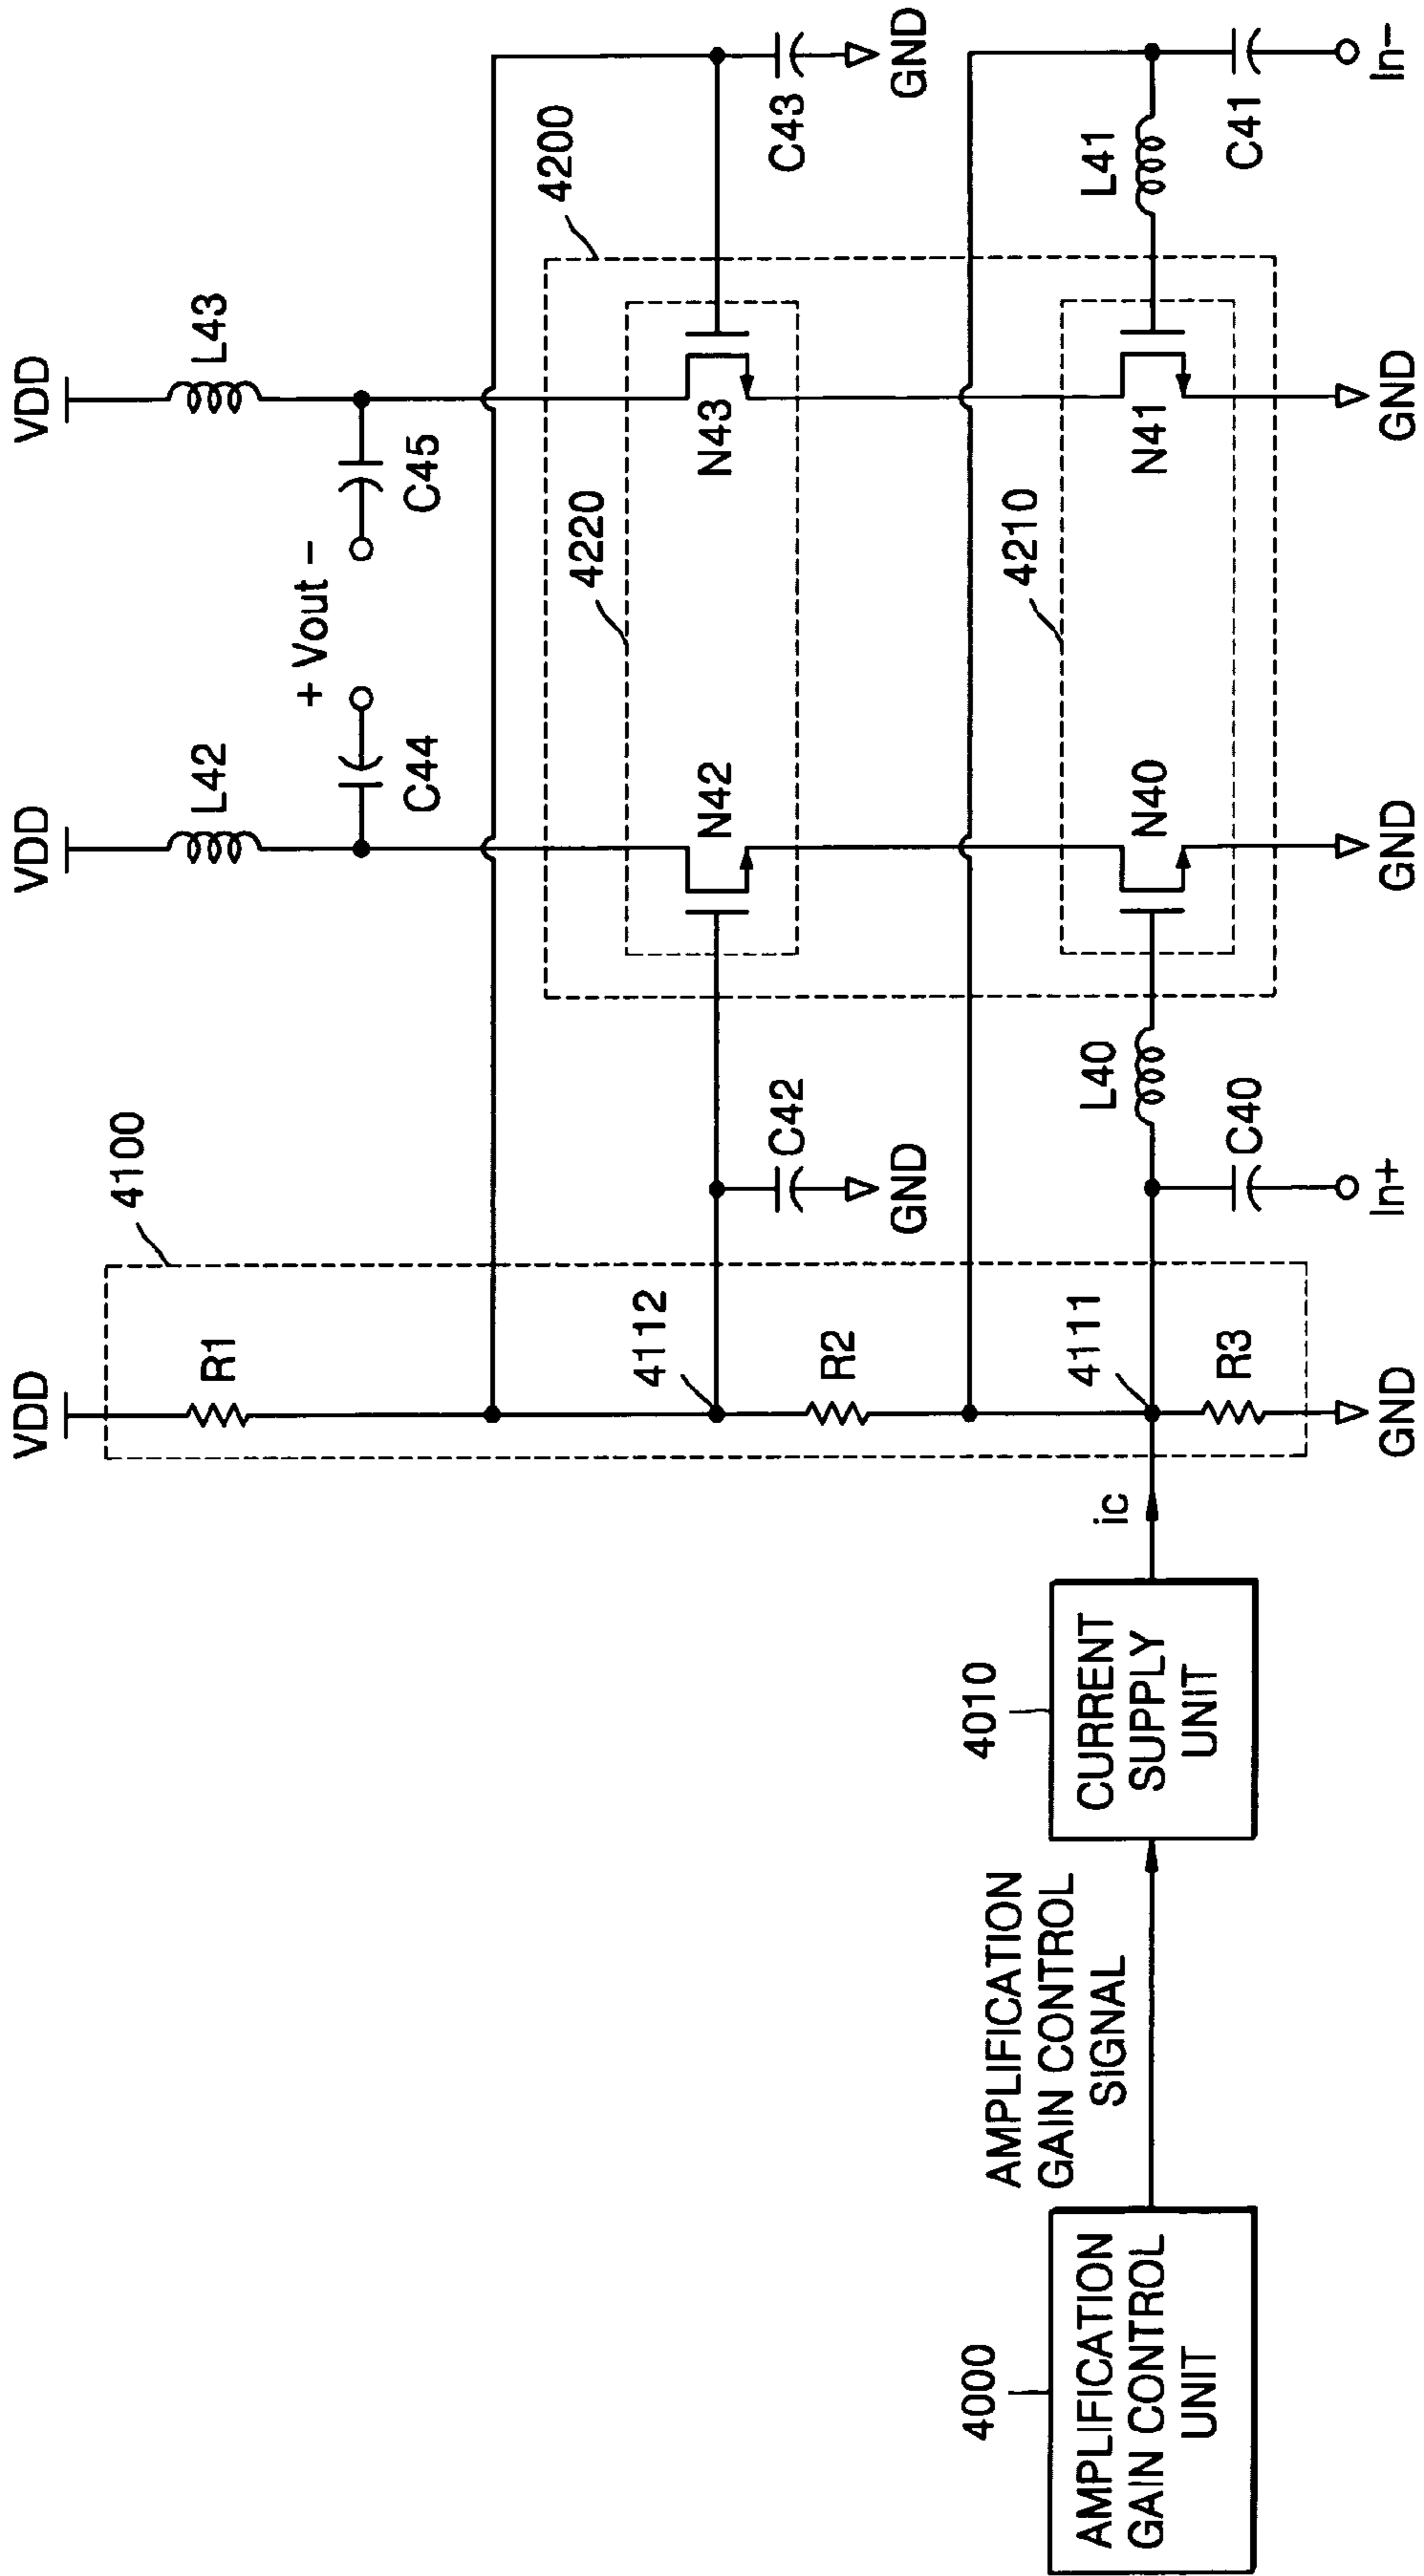 VDD
VDD
VDD
4100
R1
L42
L43
+ Vout -
C44
C45
4220
4200
4112
N42
N43
C42
GND
C43
GND
R2
4000
AMPLIFICATION
GAIN CONTROL
UNIT
AMPLIFICATION
GAIN CONTROL
SIGNAL
4010
CURRENT
SUPPLY
UNIT
ic
4111
L40
4210
N40
N41
L41
R3
C40
C41
GND
In+
GND
GND
In-